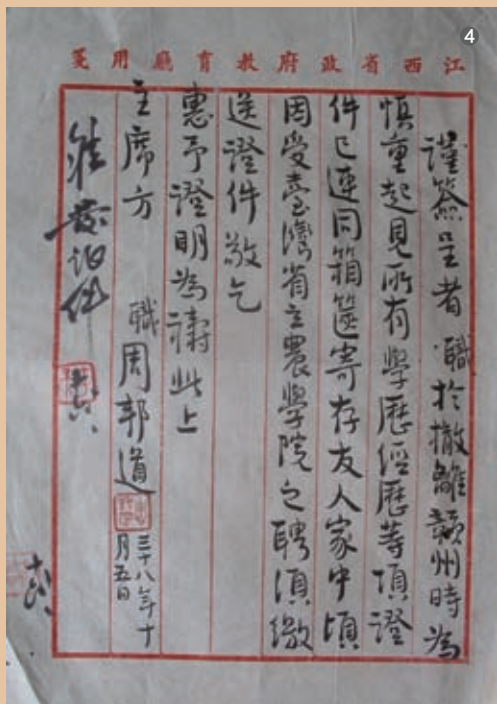 4
江西省政府教育廳用箋
謹簽呈者職於撤離贛州時為
慎重起見所有學歷經歷等項證
件已連同箱篋寄存友人家中頃
因受臺灣省立農學院之聘須繳
送證件敬乞
惠予證明為禱此上
主席方
職周邦道
三十八年十月五日